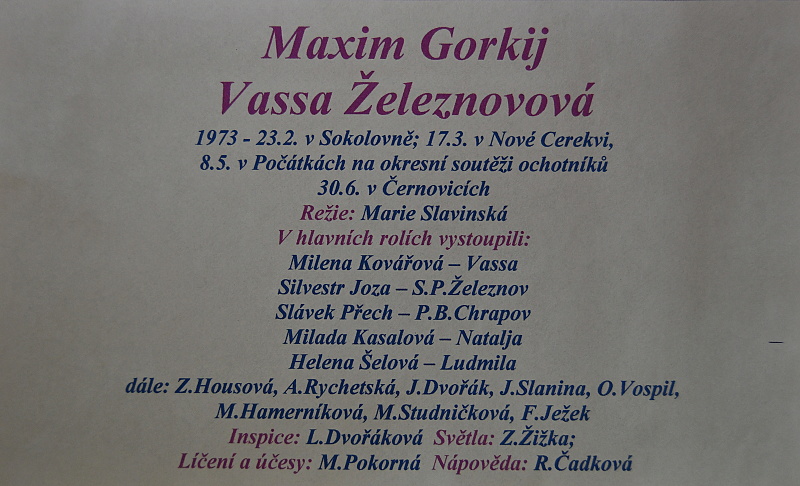 Maxim Gorkij
Vassa Železnovová
1973 - 23.2. v Sokolovně; 17.3. v Nové Cerekvi,
8.5. v Počátkách na okresní soutěži ochotníků
30.6. v Černovicích
Režie: Marie Slavinská
V hlavních rolích vystoupili:
Milena Kovářová – Vassa
Silvestr Joza – S.P.Železnov
Slávek Přech – P.B.Chrapov
Milada Kasalová – Natalja
Helena Šelová – Ludmila
dále: Z.Housová, A.Rychetská, J.Dvořák, J.Slanina, O.Vospil,
M.Hamerníková, M.Studničková, F.Ježek
Inspice: L.Dvořáková Světla: Z.Žižka;
Líčení a účesy: M.Pokorná Nápověda: R.Čadková